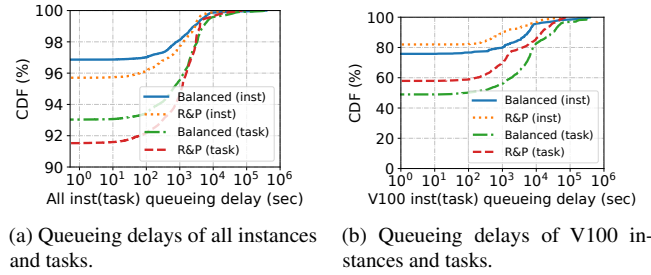 100
98
96
94
92
90
CDF (%)
Balanced (inst)
R&P (inst)
Balanced (task)
R&P (task)
10^0 10^1 10^2 10^3 10^4 10^5 10^6
All inst(task) queueing delay (sec)
(a) Queueing delays of all instances
and tasks.
100
80
60
40
20
0
CDF (%)
Balanced (inst)
R&P (inst)
Balanced (task)
R&P (task)
10^0 10^1 10^2 10^3 10^4 10^5 10^6
V100 inst(task) queueing delay (sec)
(b) Queueing delays of V100 in-
stances and tasks.